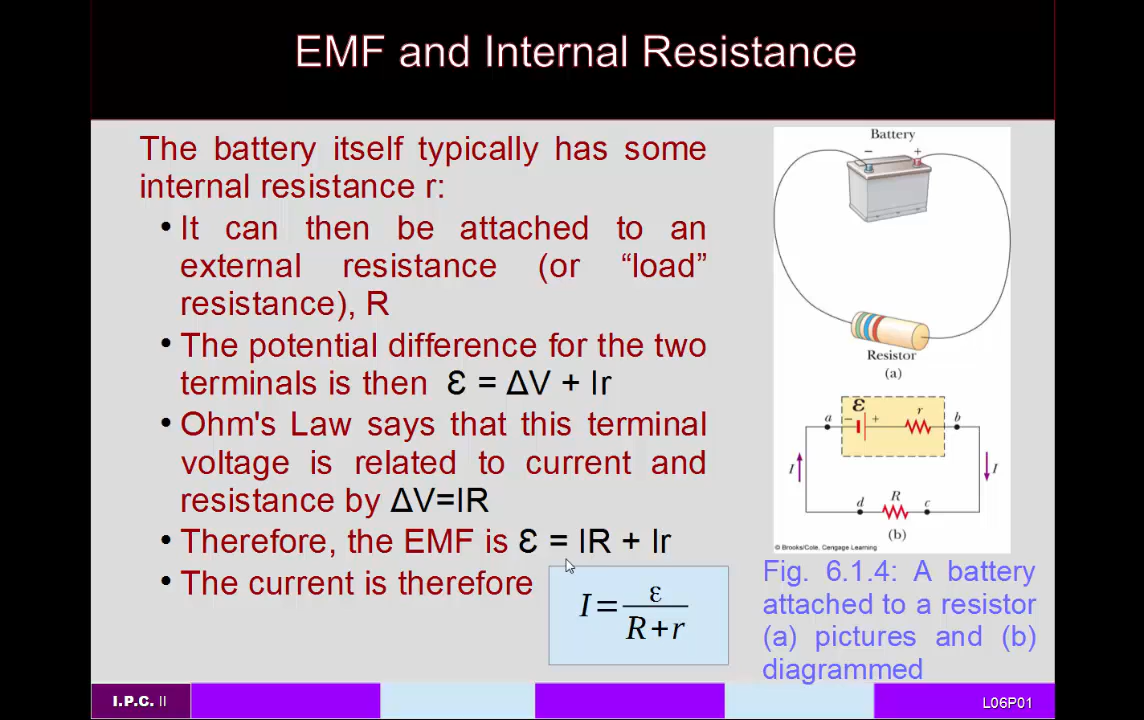 EMF and Internal Resistance
The battery itself typically has some
internal resistance r:
• It can then be attached to an
external resistance (or “load”
resistance), R
• The potential difference for the two
terminals is then ℇ = ΔV + Ir
• Ohm's Law says that this terminal
voltage is related to current and
resistance by ΔV=IR
• Therefore, the EMF is ℇ = IR + Ir
• The current is therefore
I = ε / R+r
Battery
− +
Resistor
(a)
ℇ
a − + r b
I I
d R c
(b)
© Brooks/Cole, Cengage Learning
Fig. 6.1.4: A battery
attached to a resistor
(a) pictures and (b)
diagrammed
I.P.C. II
L06P01